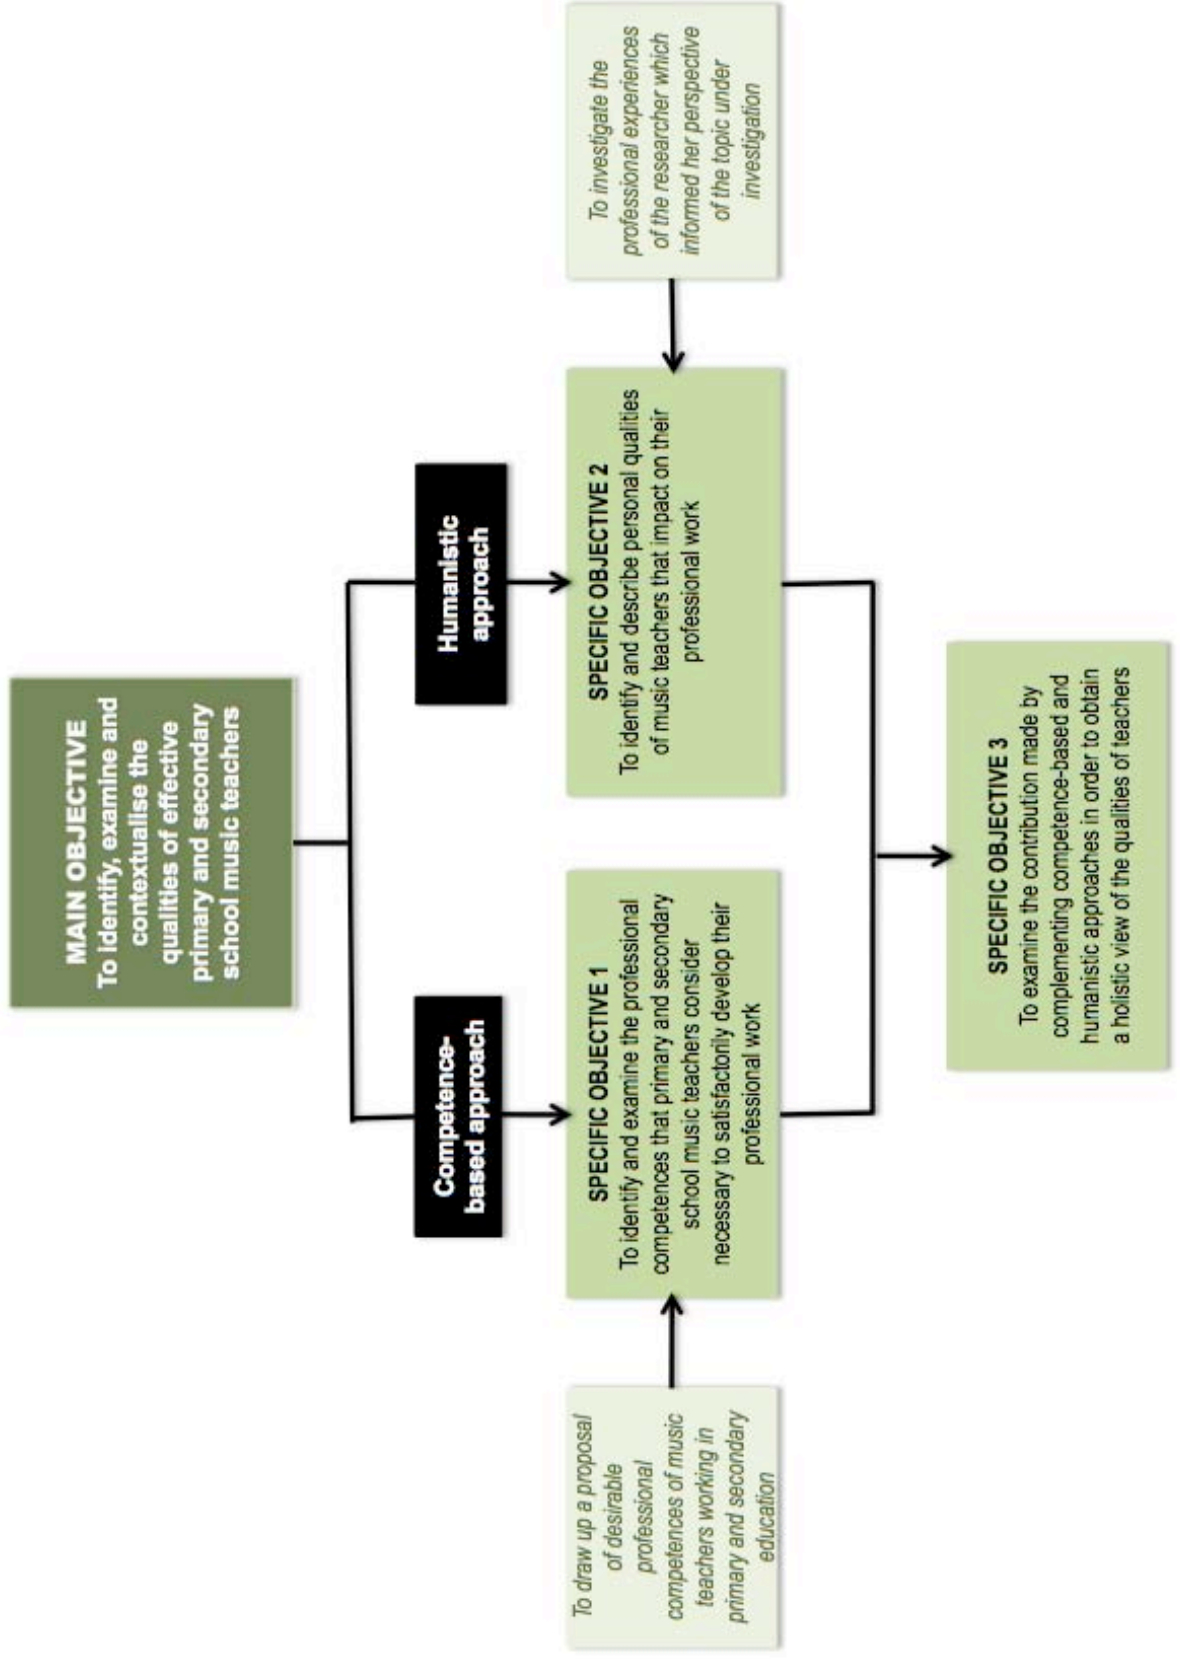 MAIN OBJECTIVE
To identify, examine and
contextualise the
qualities of effective
primary and secondary
school music teachers
Competence-
based approach
Humanistic
approach
To draw up a proposal
of desirable
professional
competences of music
teachers working in
primary and secondary
education
SPECIFIC OBJECTIVE 1
To identify and examine the professional
competences that primary and secondary
school music teachers consider
necessary to satisfactorily develop their
professional work
SPECIFIC OBJECTIVE 2
To identify and describe personal qualities
of music teachers that impact on their
professional work
To investigate the
professional experiences
of the researcher which
informed her perspective
of the topic under
investigation
SPECIFIC OBJECTIVE 3
To examine the contribution made by
complementing competence-based and
humanistic approaches in order to obtain
a holistic view of the qualities of teachers